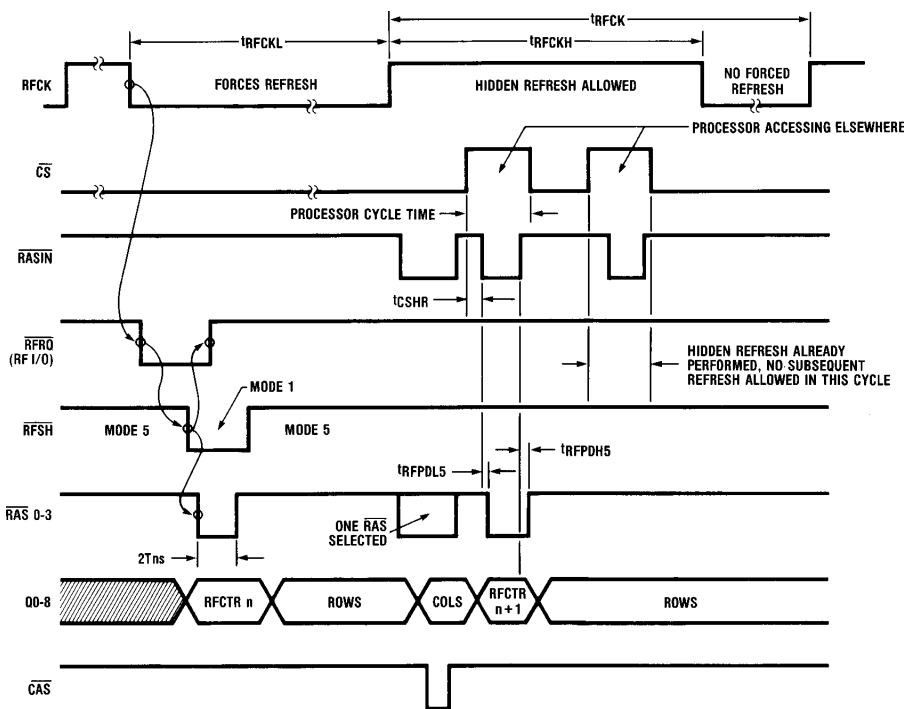 tRFCK
tRFCKL
tRFCKH
RFCK
FORCES REFRESH
HIDDEN REFRESH ALLOWED
NO FORCED
REFRESH
PROCESSOR ACCESSING ELSEWHERE
CS
PROCESSOR CYCLE TIME
RASIN
tCSHR
RFRQ
(RF I/O)
HIDDEN REFRESH ALREADY
PERFORMED, NO SUBSEQUENT
REFRESH ALLOWED IN THIS CYCLE
MODE 1
RFSH
MODE 5
MODE 5
tRFPDH5
tRFPDL5
RAS 0-3
ONE RAS
SELECTED
2Tns
Q0-8
RFCTR n
ROWS
COLS
RFCTR
n+1
ROWS
CAS